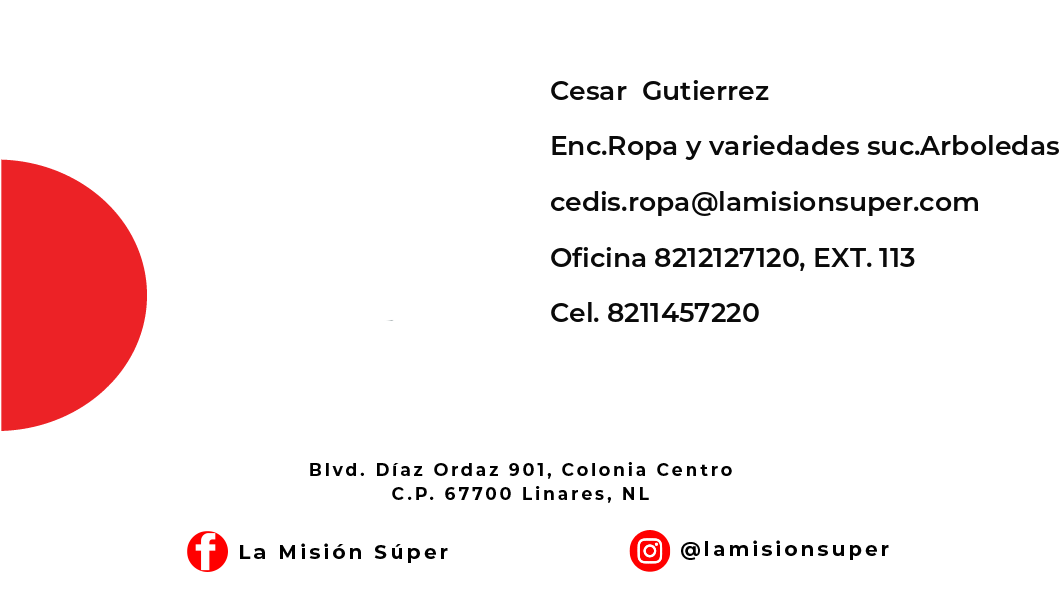 Cesar  Gutierrez
Enc.Ropa y variedades suc.Arboledas
cedis.ropa@lamisionsuper.com
Oficina 8212127120, EXT. 113
Cel. 8211457220
Blvd. Díaz Ordaz 901, Colonia Centro
C.P. 67700 Linares, NL
La Misión Súper
@lamisionsuper